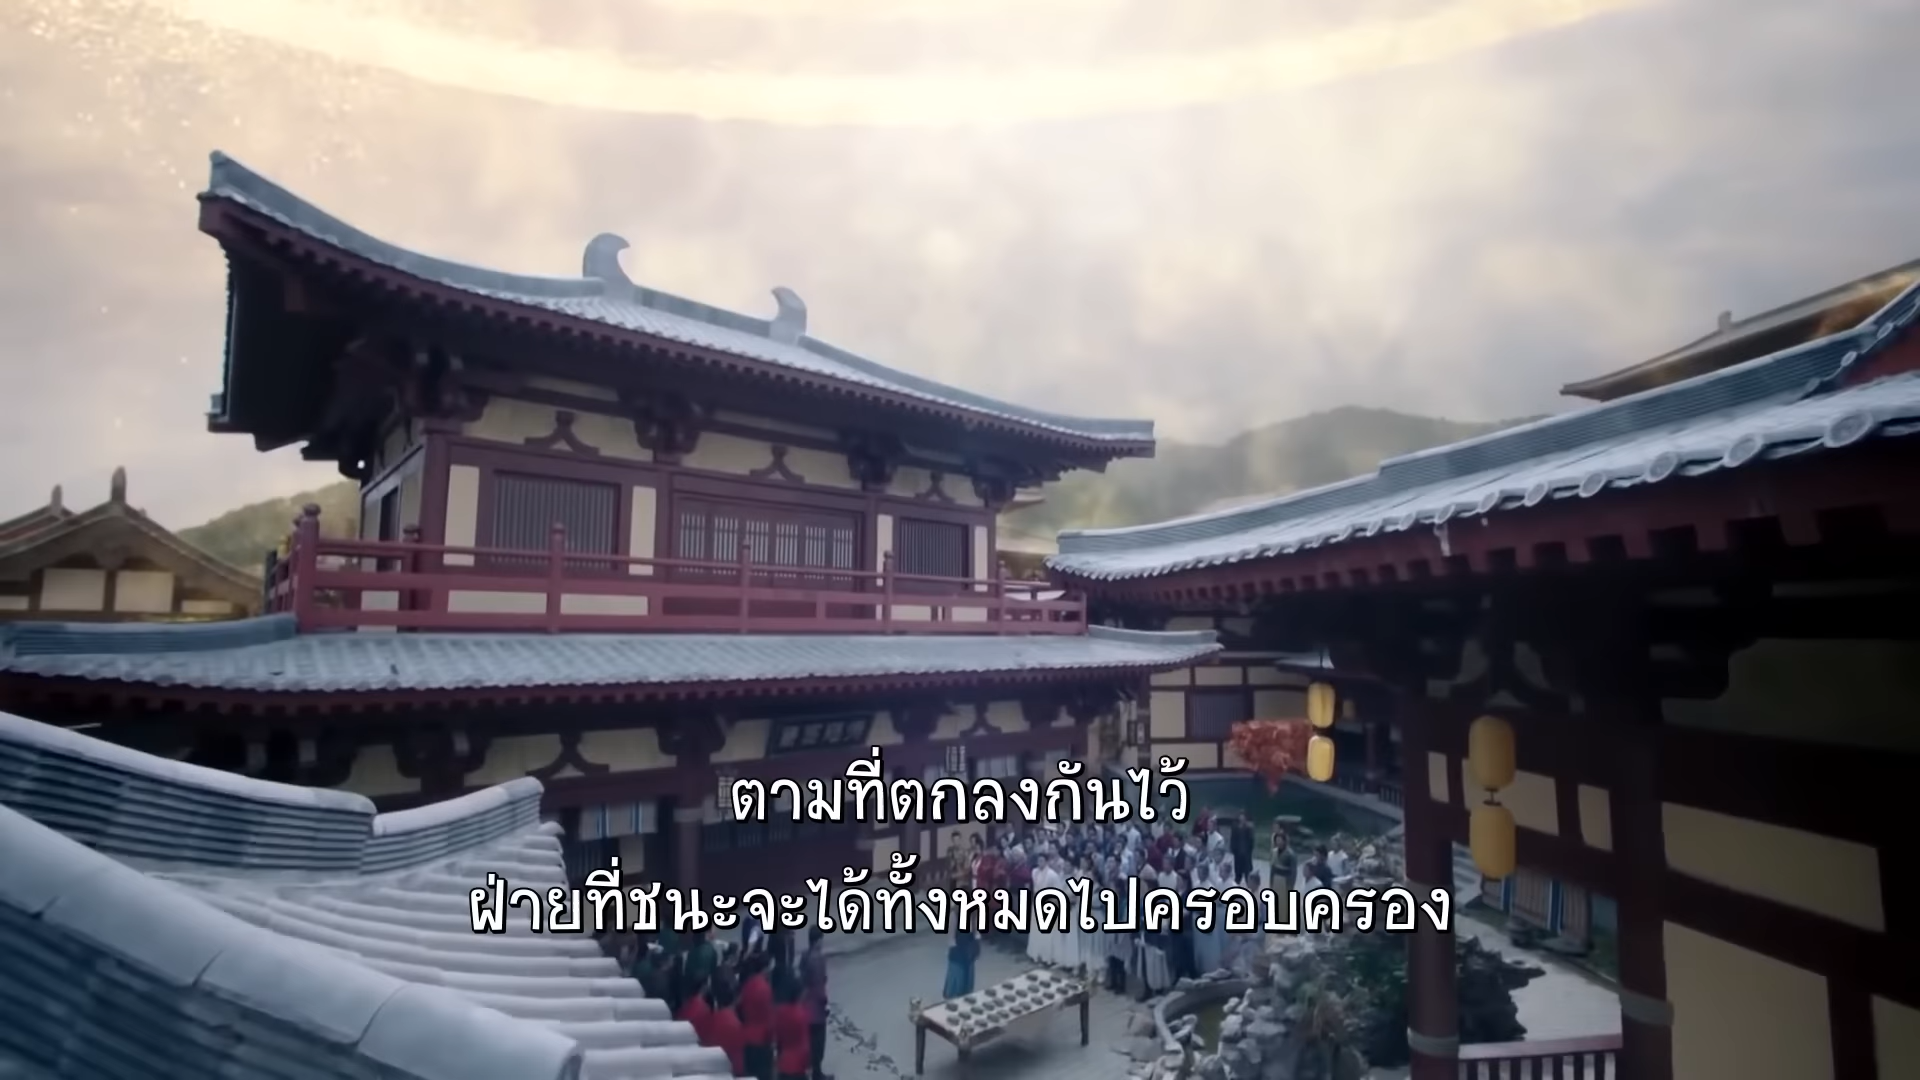 ตามที่ตกลงกันไว้
ฝ่ายที่ชนะจะได้ทั้งหมดไปครอบครอง